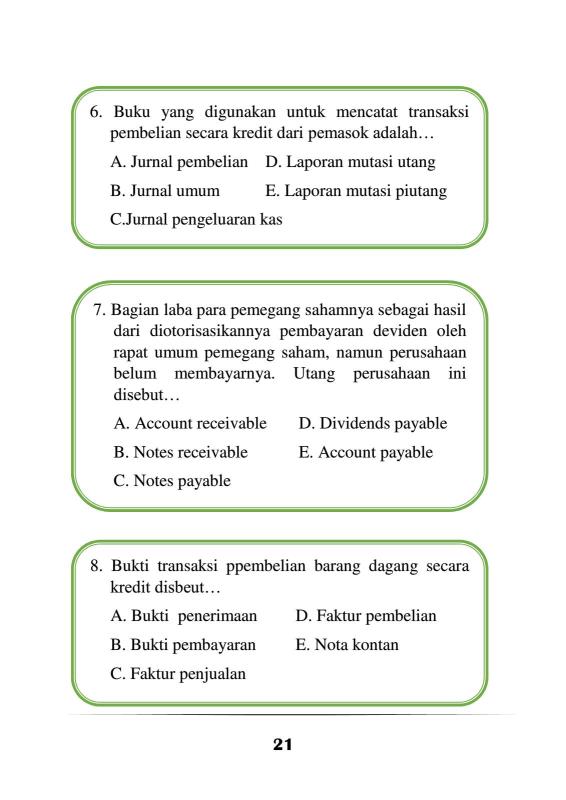 6. Buku yang digunakan untuk mencatat transaksi
pembelian secara kredit dari pemasok adalah…
A. Jurnal pembelian D. Laporan mutasi utang
B. Jurnal umum E. Laporan mutasi piutang
C.Jurnal pengeluaran kas
7. Bagian laba para pemegang sahamnya sebagai hasil
dari diotorisasikannya pembayaran deviden oleh
rapat umum pemegang saham, namun perusahaan
belum membayarnya. Utang perusahaan ini
disebut…
A. Account receivable D. Dividends payable
B. Notes receivable E. Account payable
C. Notes payable
8. Bukti transaksi ppembelian barang dagang secara
kredit disbeut…
A. Bukti penerimaan D. Faktur pembelian
B. Bukti pembayaran E. Nota kontan
C. Faktur penjualan
21